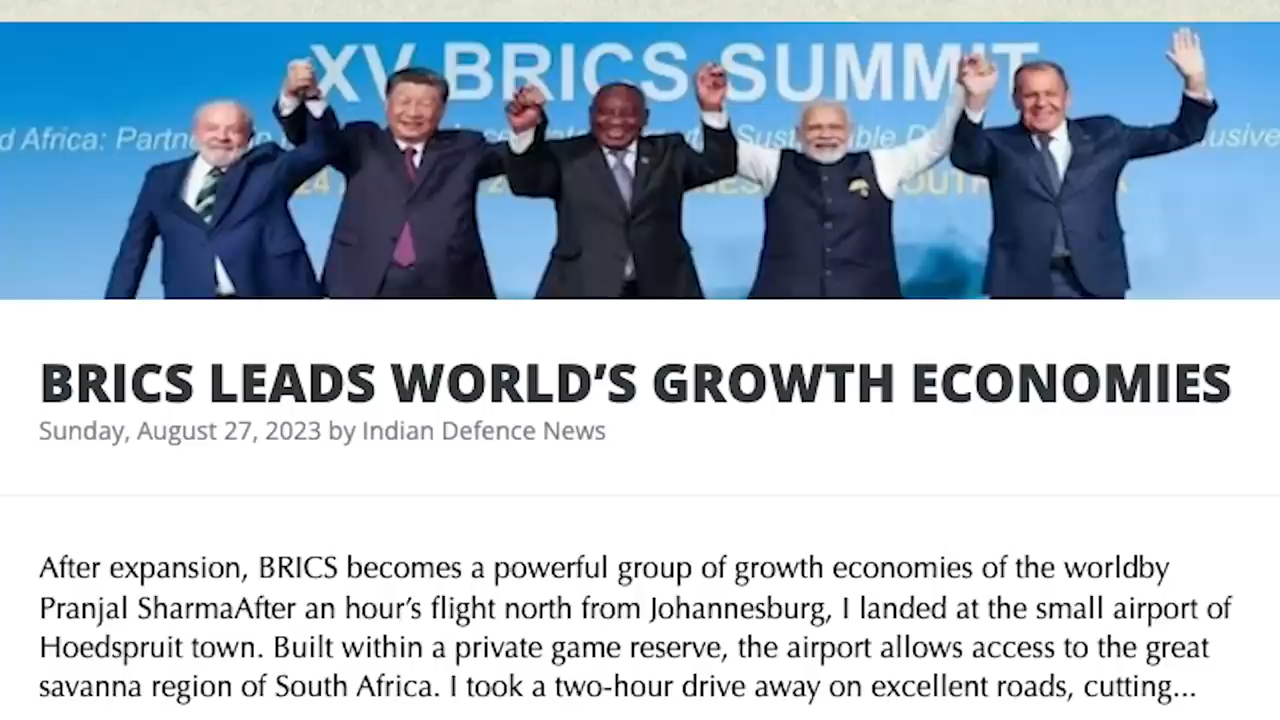 XV BRICS SUMMIT
d Africa:
BRICS LEADS WORLD’S GROWTH ECONOMIES
Sunday, August 27, 2023 by Indian Defence News
After expansion, BRICS becomes a powerful group of growth economies of the worldby
Pranjal SharmaAfter an hour’s flight north from Johannesburg, I landed at the small airport of
Hoedspruit town. Built within a private game reserve, the airport allows access to the great
savanna region of South Africa. I took a two-hour drive away on excellent roads, cutting...